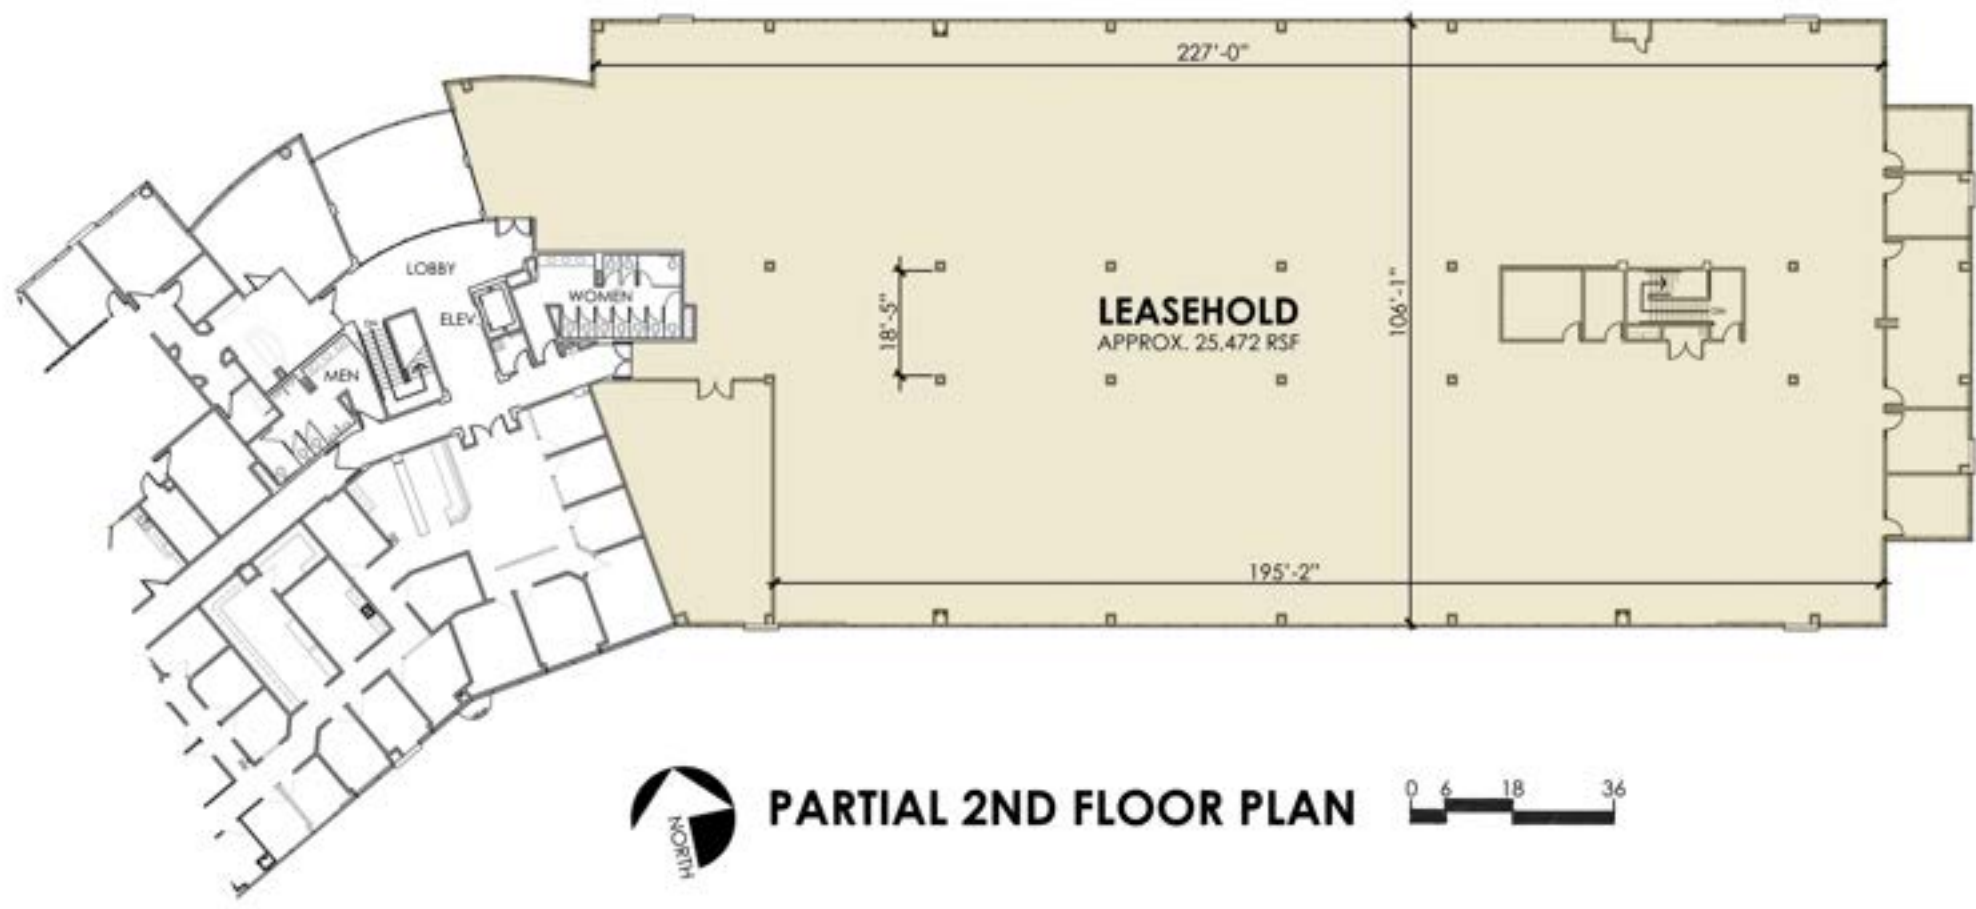 227'-0"
LOBBY
ELEV.
WOMEN
MEN
18'-5"
LEASEHOLD
APPROX. 25,472 RSF
106'-1"
195'-2"
NORTH
PARTIAL 2ND FLOOR PLAN
0 6 18 36